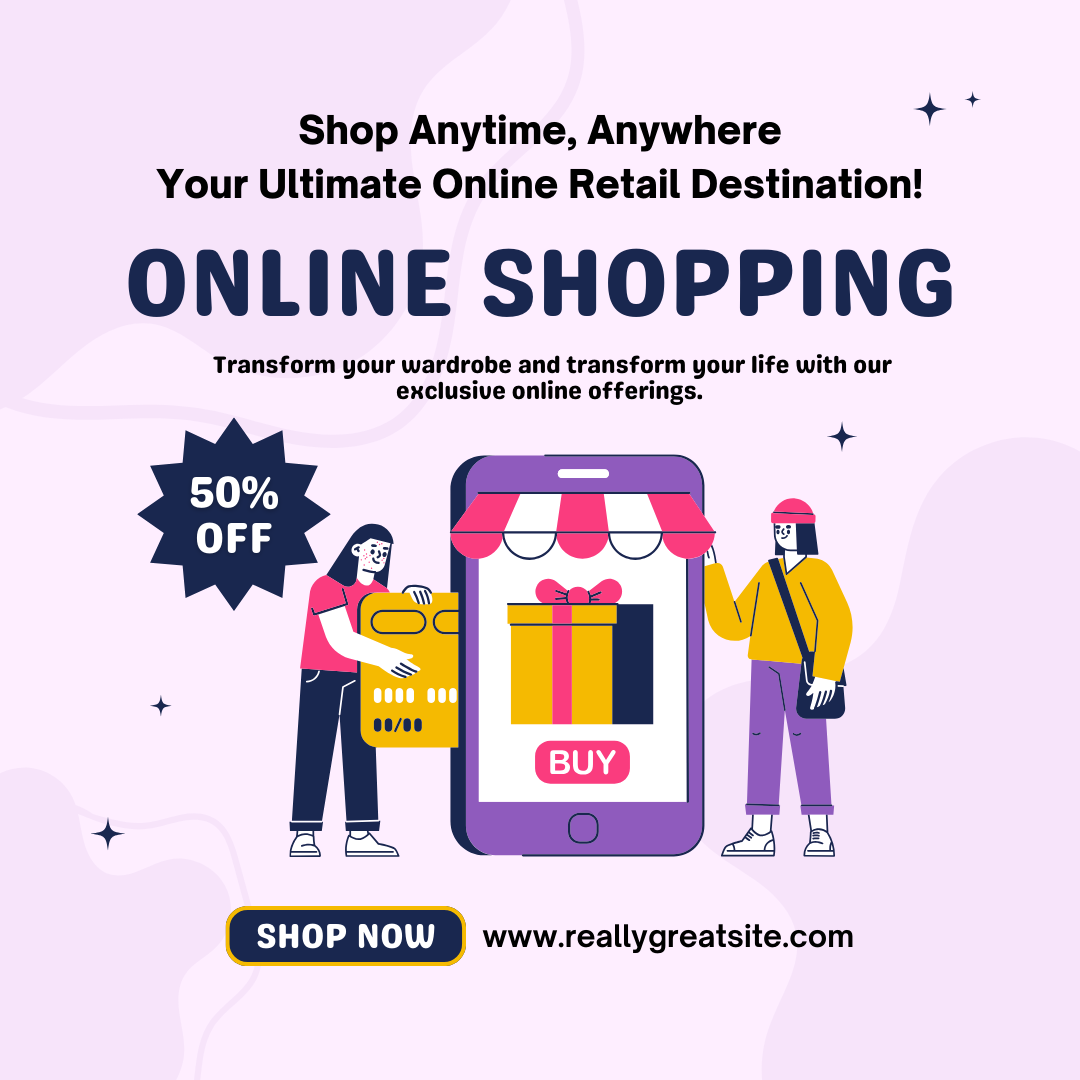 Shop Anytime, Anywhere
Your Ultimate Online Retail Destination!
ONLINE SHOPPING
Transform your wardrobe and transform your life with our
exclusive online offerings.
50%
OFF
00/00
BUY
SHOP NOW
www.reallygreatsite.com